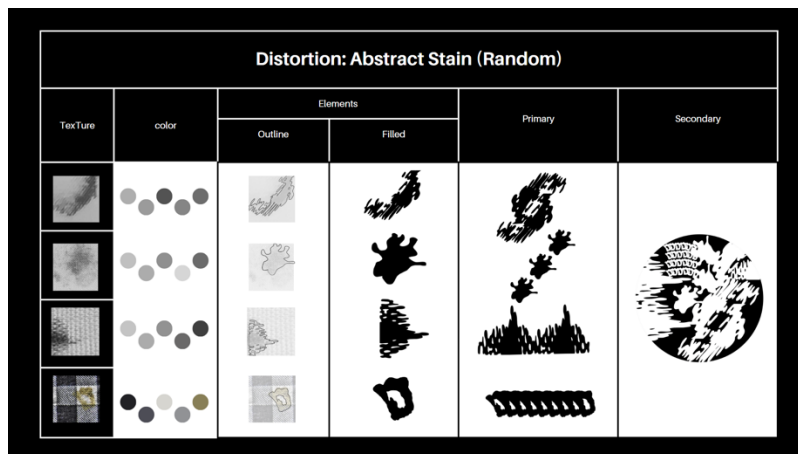 Distortion: Abstract Stain (Random)
TexTure
color
Elements
Outline
Filled
Primary
Secondary